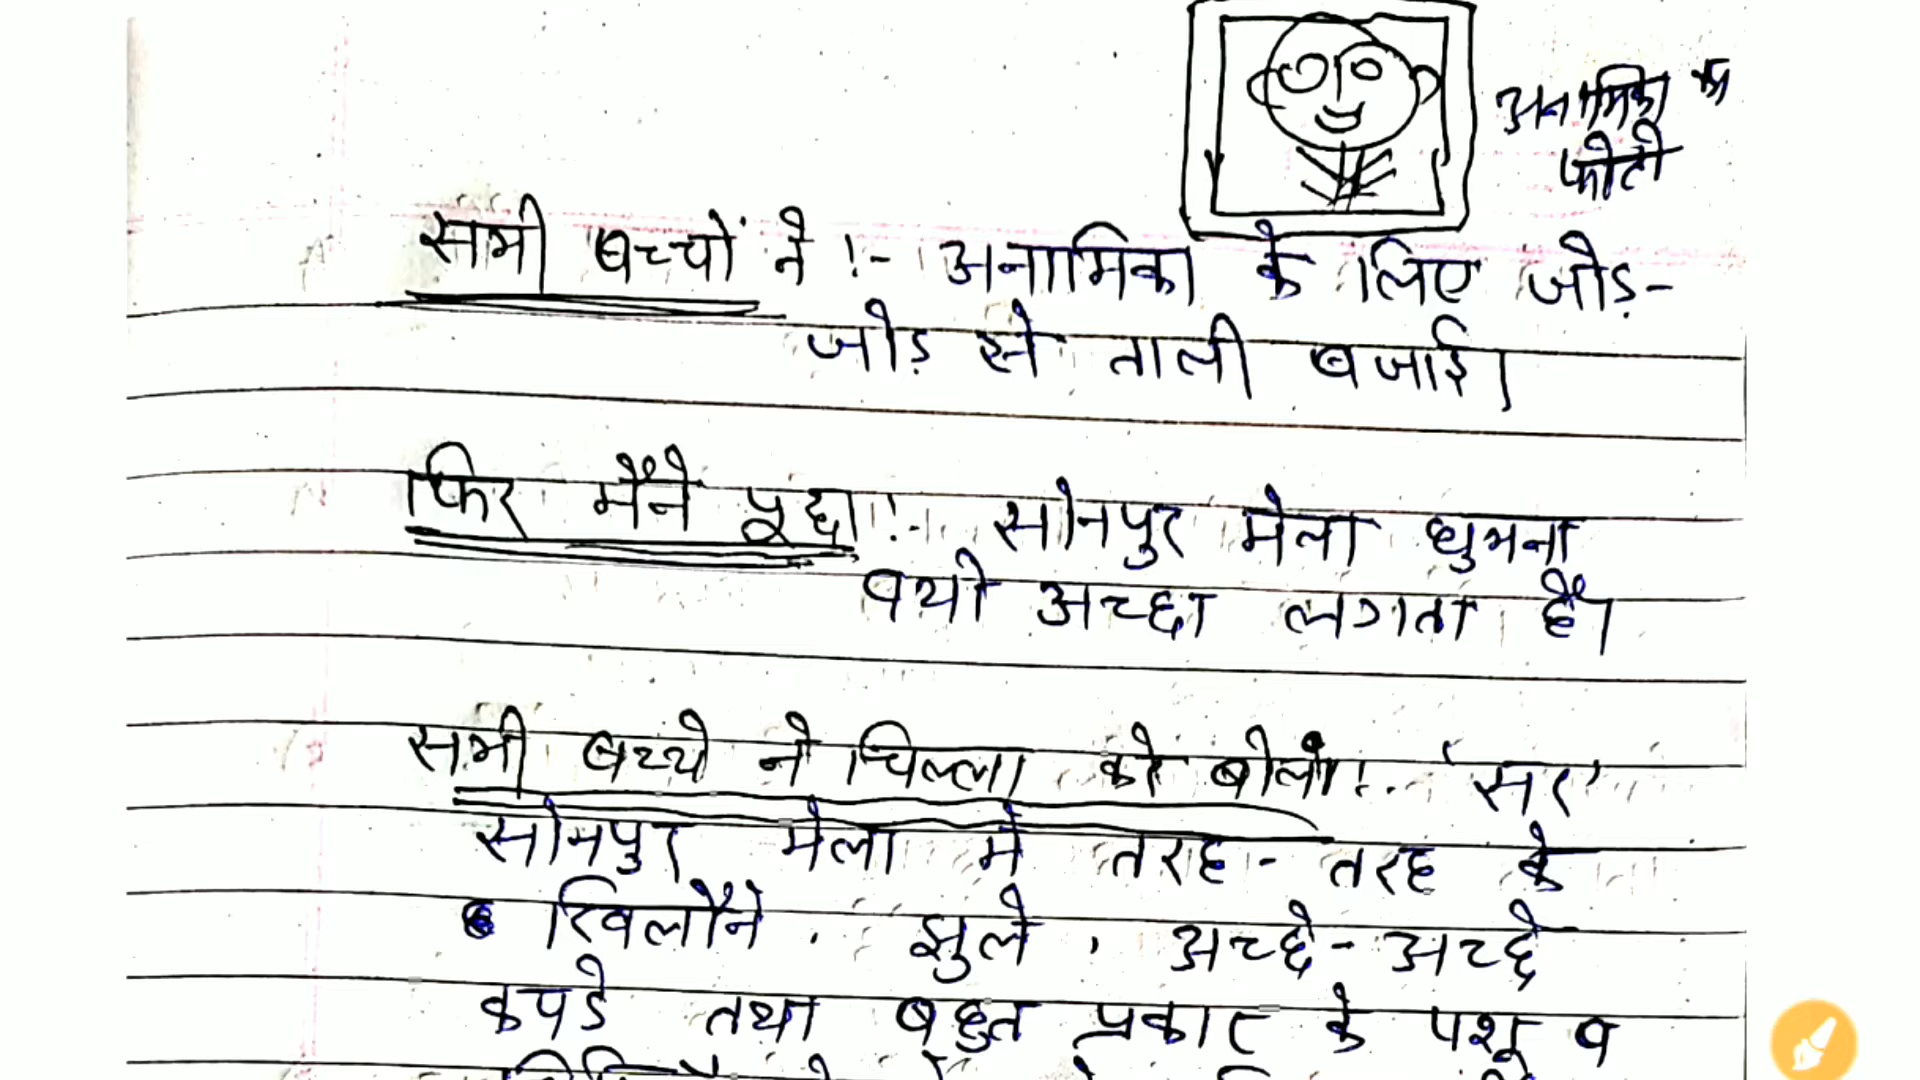 अनामिका का
फोटो
सभी बच्चों ने :- अनामिका के लिए जोड़-
जोड़ से ताली बजाई।
फिर मैंने पूछा :- सोनपुर मेला घुमना
क्यों अच्छा लगता है।
सभी बच्चे ने चिल्ला को बोला :- 'सर'
सोनपुर मेला मे तरह-तरह के
खिलौने, झुले, अच्छे-अच्छे
कपडे तथा बहुत प्रकार के पशु व